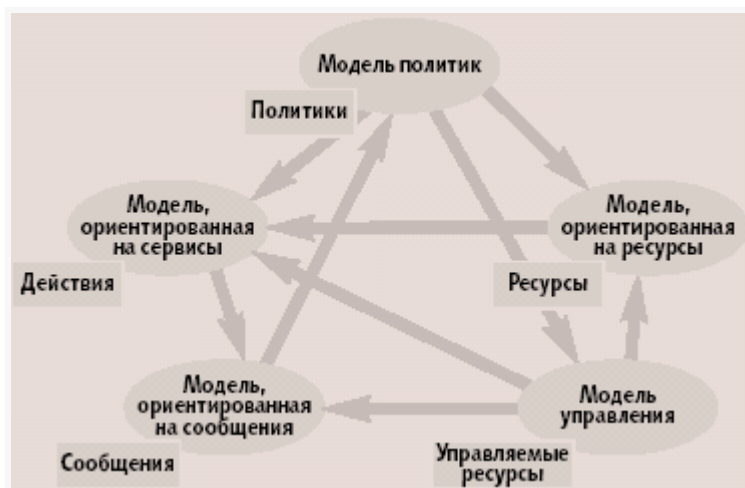 Модель политик
Политики
Модель,
ориентированная
на сервисы
Модель,
ориентированная
на ресурсы
Действия
Ресурсы
Модель,
ориентированная
на сообщения
Модель
управления
Сообщения
Управляемые
ресурсы